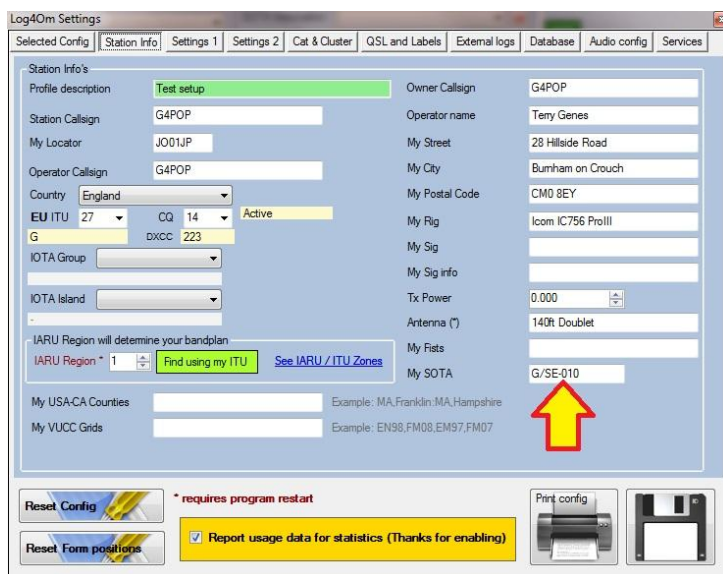 Log4Om Settings
Selected Config Station Info Settings 1 Settings 2 Cat & Cluster QSL and Labels External logs Database Audio config Services
Station Info's
Profile description Test setup
Station Callsign G4POP
My Locator JO01JP
Operator Callsign G4POP
Country England
EU ITU 27 CQ 14 Active
G DXCC 223
IOTA Group
IOTA Island
-
IARU Region will determine your bandplan
IARU Region * 1 Find using my ITU See IARU / ITU Zones
Owner Callsign G4POP
Operator name Terry Genes
My Street 28 Hillside Road
My City Burnham on Crouch
My Postal Code CM0 8EY
My Rig Icom IC756 ProIII
My Sig
My Sig info
Tx Power 0.000
Antenna (*) 140ft Doublet
My Fists
My SOTA G/SE-010
My USA-CA Counties Example: MA,Franklin:MA,Hampshire
My VUCC Grids Example: EN98,FM08,EM97,FM07
Reset Config
Reset Form positions
* requires program restart
Report usage data for statistics (Thanks for enabling)
Print config